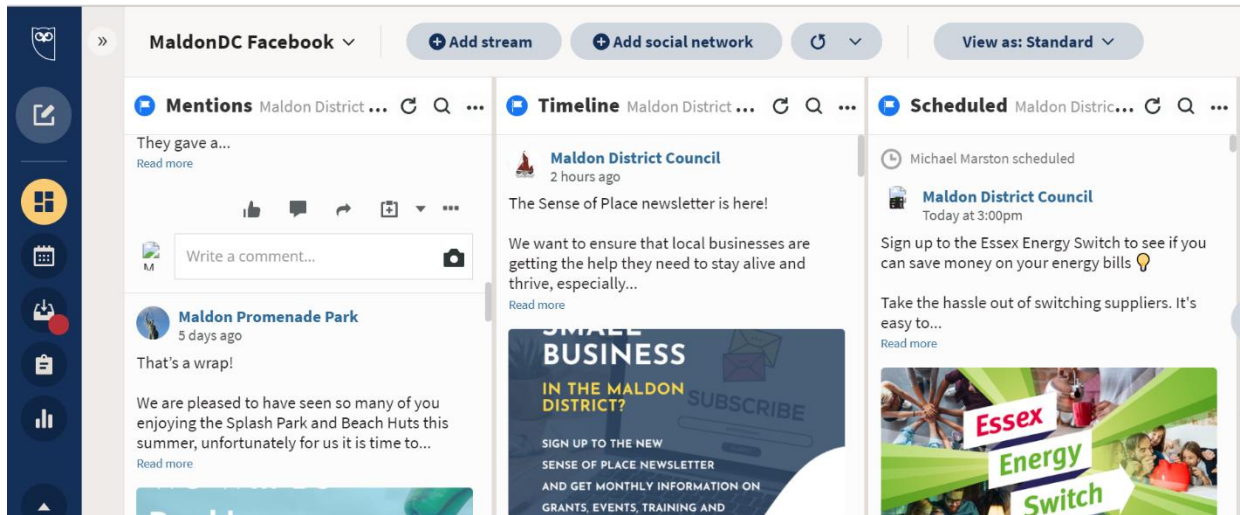 MaldonDC Facebook
Add stream
Add social network
View as: Standard
Mentions Maldon District ...
They gave a...
Read more
Write a comment...
M
Maldon Promenade Park
5 days ago
That's a wrap!
We are pleased to have seen so many of you
enjoying the Splash Park and Beach Huts this
summer, unfortunately for us it is time to...
Read more
Timeline Maldon District ...
Maldon District Council
2 hours ago
The Sense of Place newsletter is here!
We want to ensure that local businesses are
getting the help they need to stay alive and
thrive, especially...
Read more
SMALL
BUSINESS
IN THE MALDON
DISTRICT?
SUBSCRIBE
SIGN UP TO THE NEW
SENSE OF PLACE NEWSLETTER
AND GET MONTHLY INFORMATION ON
GRANTS, EVENTS, TRAINING AND
Scheduled Maldon Distric...
Michael Marston scheduled
Maldon District Council
Today at 3:00pm
Sign up to the Essex Energy Switch to see if you
can save money on your energy bills 💡
Take the hassle out of switching suppliers. It's
easy to...
Read more
Essex
Energy
Switch